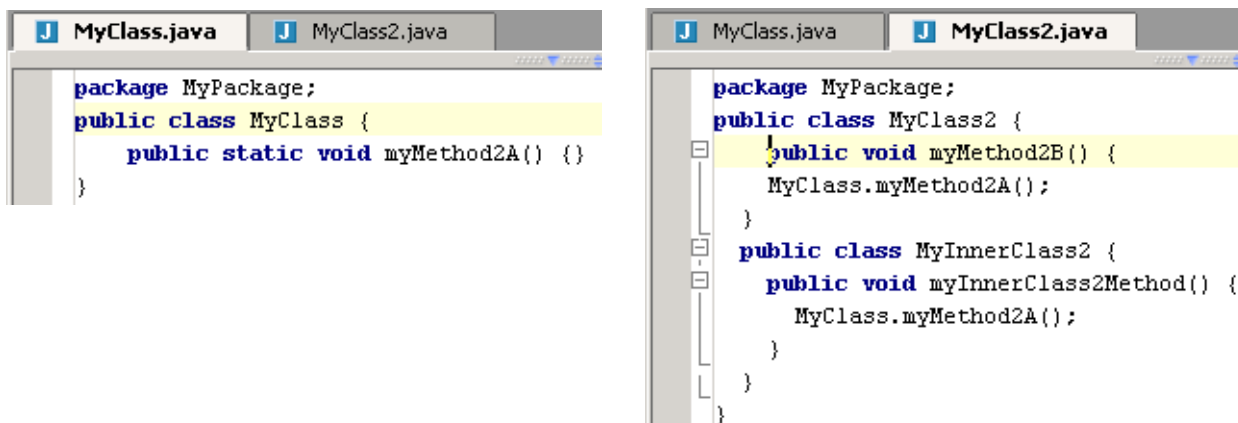 MyClass.java MyClass2.java
package MyPackage;
public class MyClass {
public static void myMethod2A() {}
}
MyClass.java MyClass2.java
package MyPackage;
public class MyClass2 {
public void myMethod2B() {
MyClass.myMethod2A();
}
public class MyInnerClass2 {
public void myInnerClass2Method() {
MyClass.myMethod2A();
}
}
}